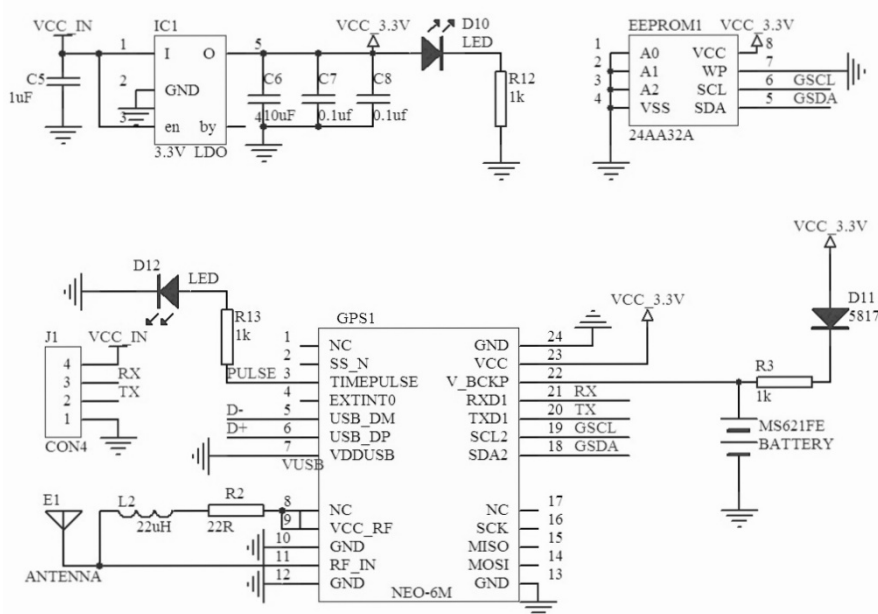 VCC_IN
IC1
VCC_3.3V
D10
LED
1 I O 5
C5
1uF
2 GND
C6
10uF
C7
0.1uf
C8
0.1uf
R12
1k
3 en by 4
3.3V LDO
EEPROM1
VCC_3.3V
1 A0 VCC 8
2 A1 WP 7
3 A2 SCL 6 GSCL
4 VSS SDA 5 GSDA
24AA32A
VCC_3.3V
D12
LED
D11
5817
R13
1k
GPS1
VCC_3.3V
J1
VCC_IN
4
3 RX
2 TX
1
CON4
1 NC GND 24
2 SS_N VCC 23
PULSE 3 TIMEPULSE V_BCKP 22
4 EXTINT0 RXD1 21 RX
D- 5 USB_DM TXD1 20 TX
D+ 6 USB_DP SCL2 19 GSCL
VUSB 7 VDDUSB SDA2 18 GSDA
R3
1k
MS621FE
BATTERY
E1
ANTENNA
L2
22uH
R2
22R
8 NC NC 17
9 VCC_RF SCK 16
10 GND MISO 15
11 RF_IN MOSI 14
12 GND GND 13
NEO-6M